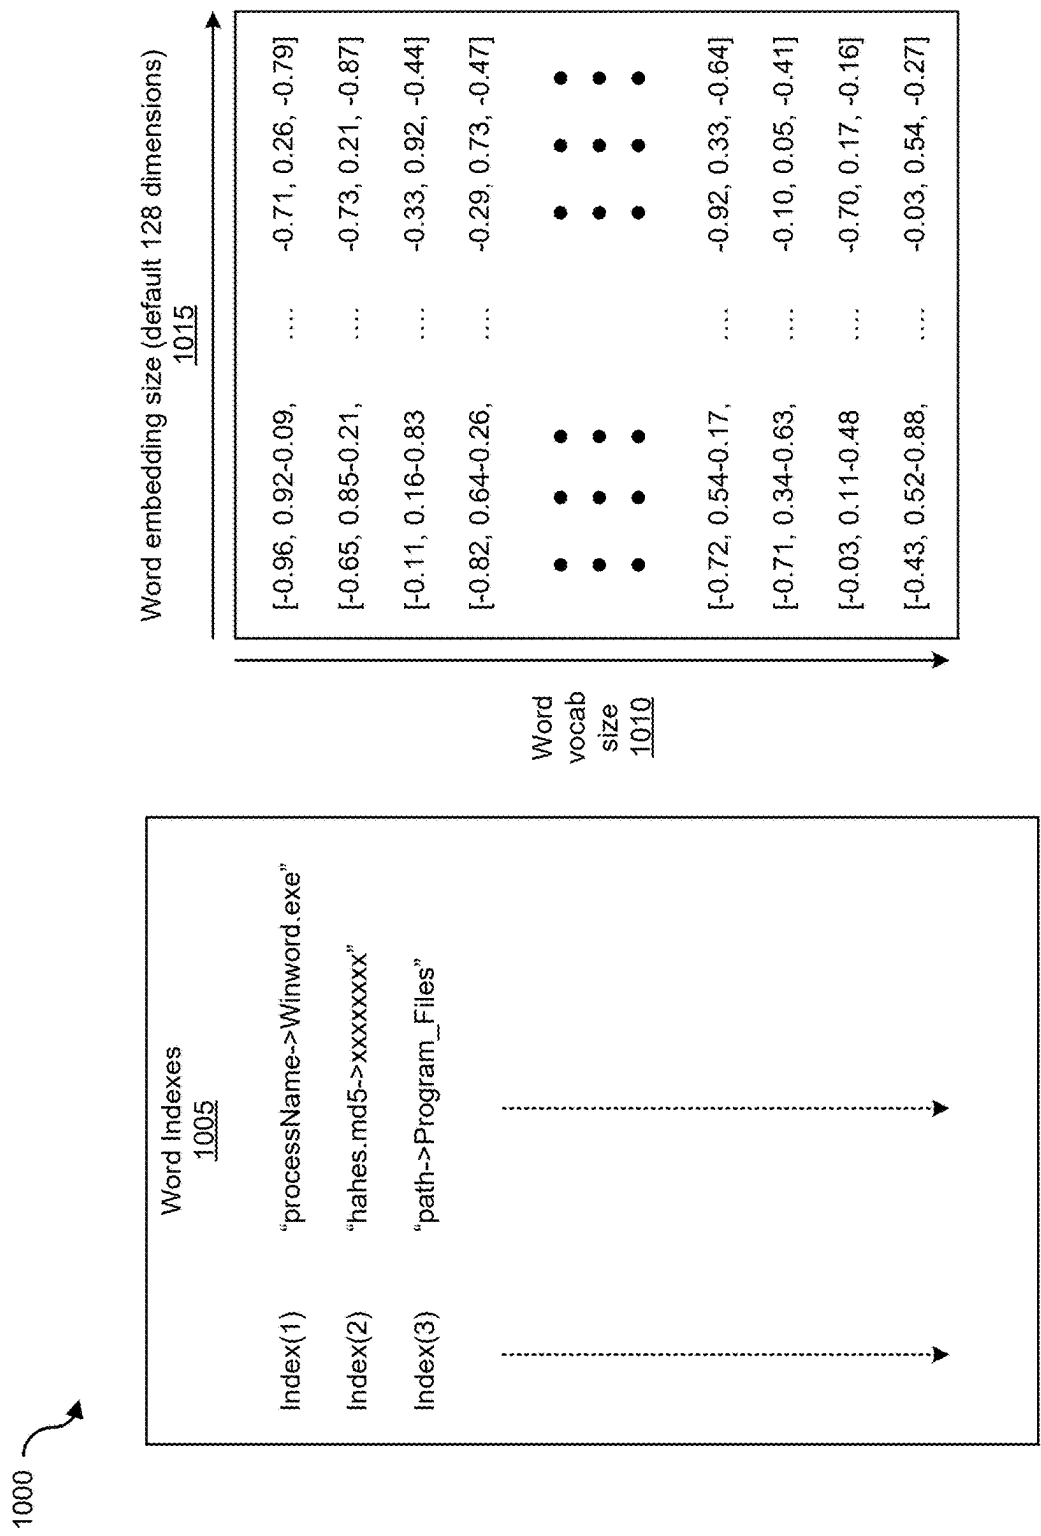 1000
Word Indexes
1005
Index(1) “processName->Winword.exe”
Index(2) “hahes.md5->xxxxxxxx”
Index(3) “path->Program_Files”
Word embedding size (default 128 dimensions)
1015
Word
vocab
size
1010
[-0.96, 0.92-0.09, .... -0.71, 0.26, -0.79]
[-0.65, 0.85-0.21, .... -0.73, 0.21, -0.87]
[-0.11, 0.16-0.83 .... -0.33, 0.92, -0.44]
[-0.82, 0.64-0.26, .... -0.29, 0.73, -0.47]
[-0.72, 0.54-0.17, .... -0.92, 0.33, -0.64]
[-0.71, 0.34-0.63, .... -0.10, 0.05, -0.41]
[-0.03, 0.11-0.48 .... -0.70, 0.17, -0.16]
[-0.43, 0.52-0.88, .... -0.03, 0.54, -0.27]